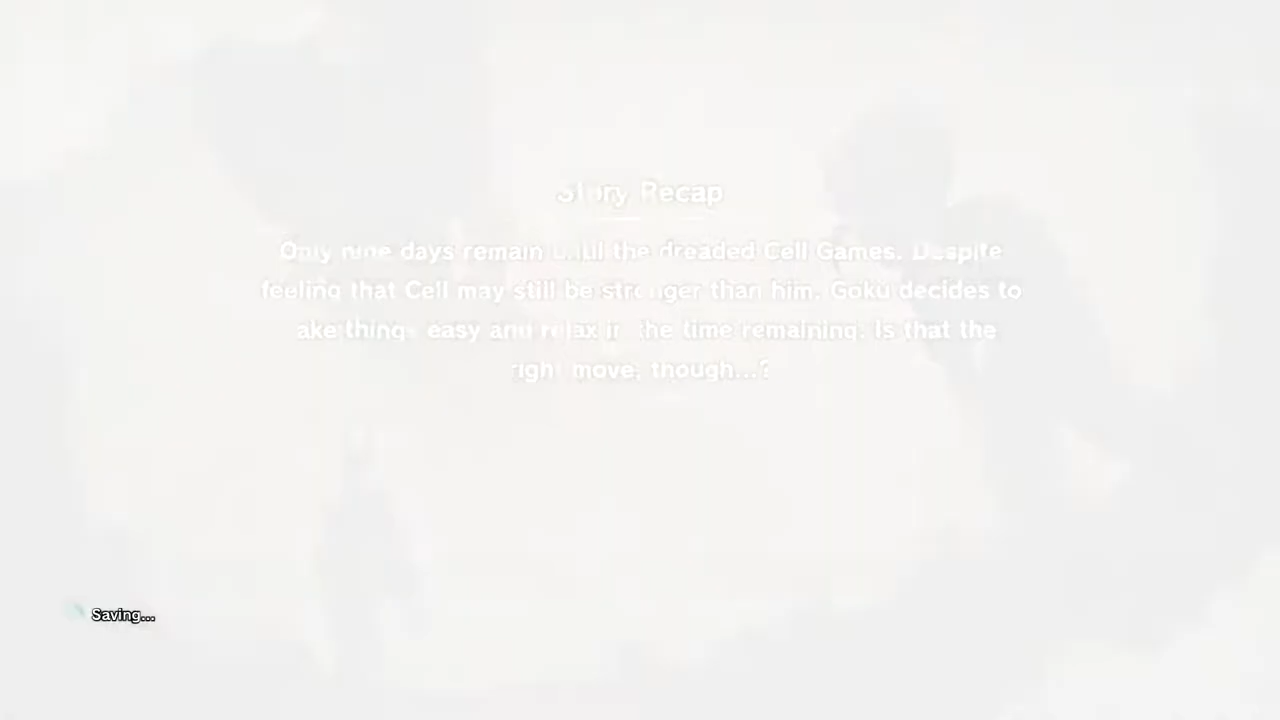 Story Recap
Only nine days remain until the dreaded Cell Games. Despite
feeling that Cell may still be stronger than him, Goku decides to
take things easy and relax in the time remaining. Is that the
right move, though...?
Saving...